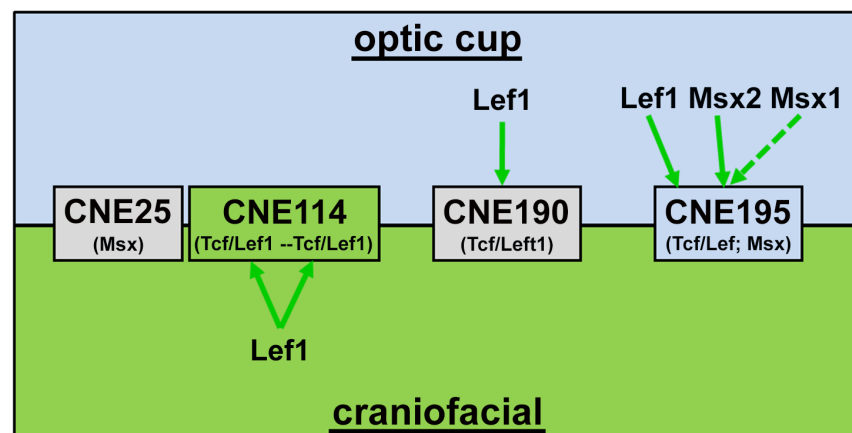 optic cup
Lef1
Lef1 Msx2 Msx1
CNE25
(Msx)
CNE114
(Tcf/Lef1 --Tcf/Lef1)
CNE190
(Tcf/Left1)
CNE195
(Tcf/Lef; Msx)
Lef1
craniofacial